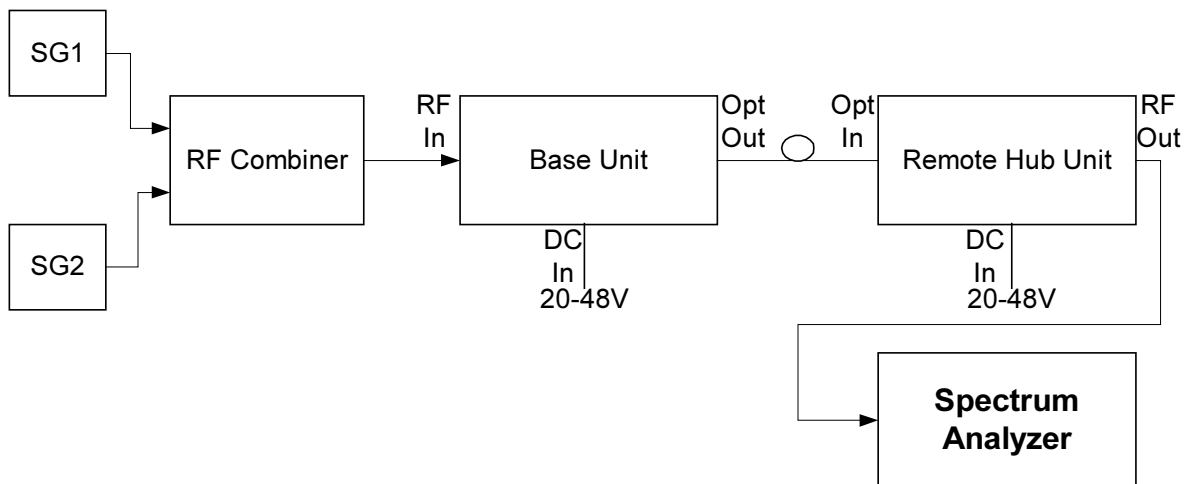 SG1
SG2
RF Combiner
RF
In
Base Unit
DC
In
20-48V
Opt
Out
Opt
In
Remote Hub Unit
DC
In
20-48V
RF
Out
Spectrum
Analyzer